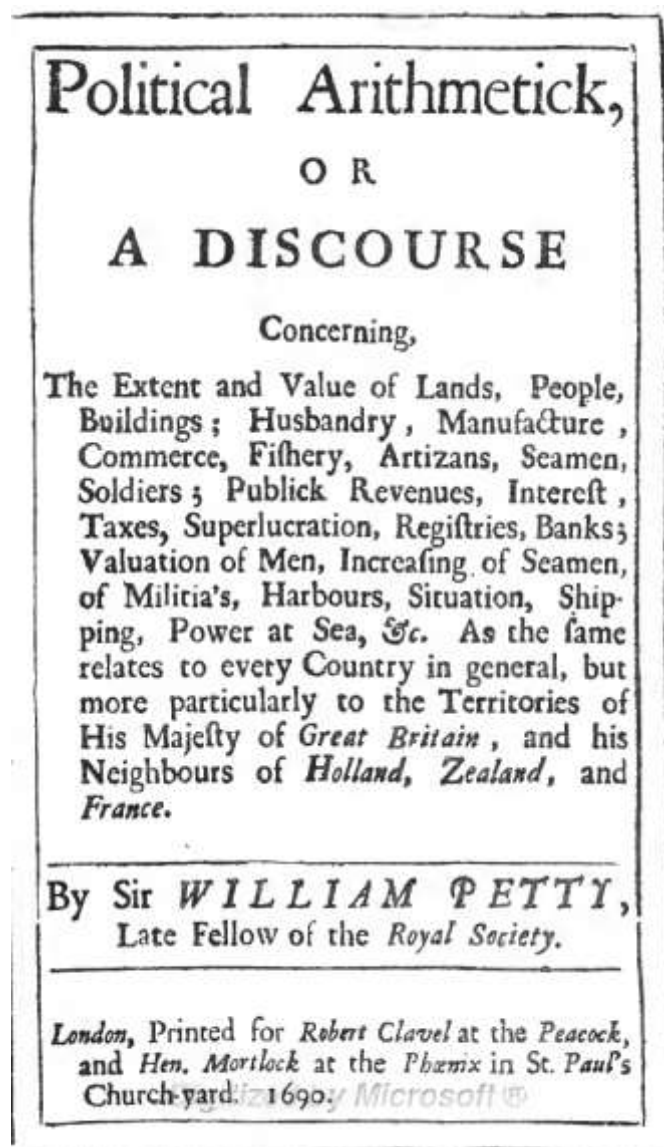 Political Arithmetick,
OR
A DISCOURSE
Concerning,
The Extent and Value of Lands, People,
Buildings; Husbandry, Manufacture,
Commerce, Fiſhery, Artizans, Seamen,
Soldiers; Publick Revenues, Intereſt,
Taxes, Superlucration, Regiſtries, Banks;
Valuation of Men, Increaſing of Seamen,
of Militia's, Harbours, Situation, Ship-
ping, Power at Sea, &c. As the ſame
relates to every Country in general, but
more particularly to the Territories of
His Majeſty of Great Britain, and his
Neighbours of Holland, Zealand, and
France.
By Sir WILLIAM PETTY,
Late Fellow of the Royal Society.
London, Printed for Robert Clavel at the Peacock,
and Hen. Mortlock at the Phœnix in St. Paul's
Church-yard. 1690.
Digitized by Microsoft ®